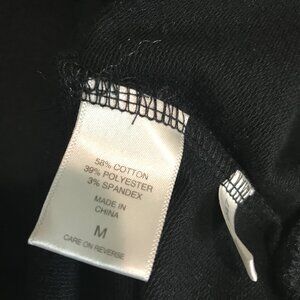 58% COTTON
39% POLYESTER
3% SPANDEX
MADE IN
CHINA
M
CARE ON REVERSE